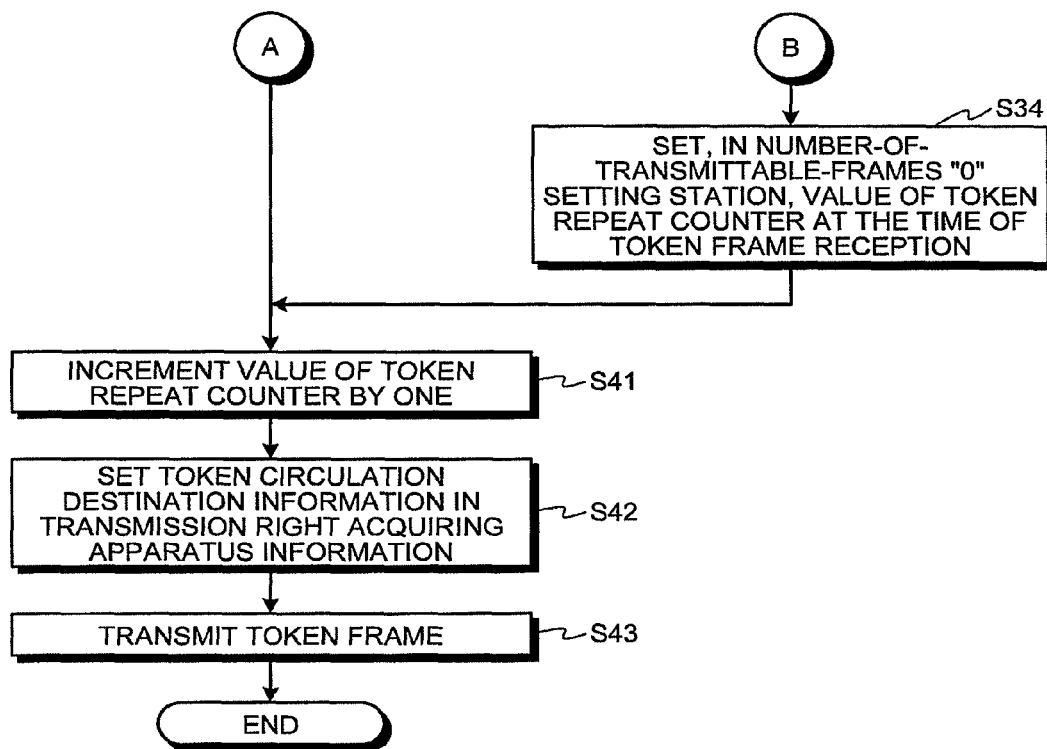 A
B
S34
SET, IN NUMBER-OF-
TRANSMITTABLE-FRAMES "0"
SETTING STATION, VALUE OF TOKEN
REPEAT COUNTER AT THE TIME OF
TOKEN FRAME RECEPTION
INCREMENT VALUE OF TOKEN
REPEAT COUNTER BY ONE
S41
SET TOKEN CIRCULATION
DESTINATION INFORMATION IN
TRANSMISSION RIGHT ACQUIRING
APPARATUS INFORMATION
S42
TRANSMIT TOKEN FRAME
S43
END